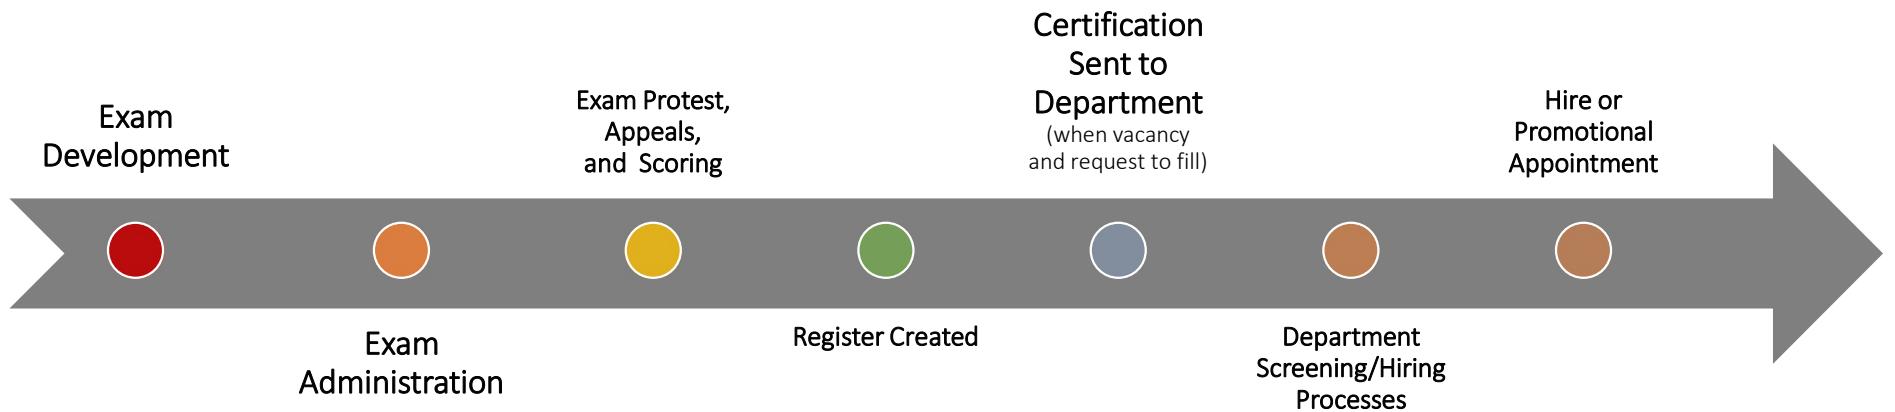 Exam
Development
Exam
Administration
Exam Protest,
Appeals,
and  Scoring
Register Created
Certification
Sent to
Department
(when vacancy
and request to fill)
Department
Screening/Hiring
Processes
Hire or
Promotional
Appointment